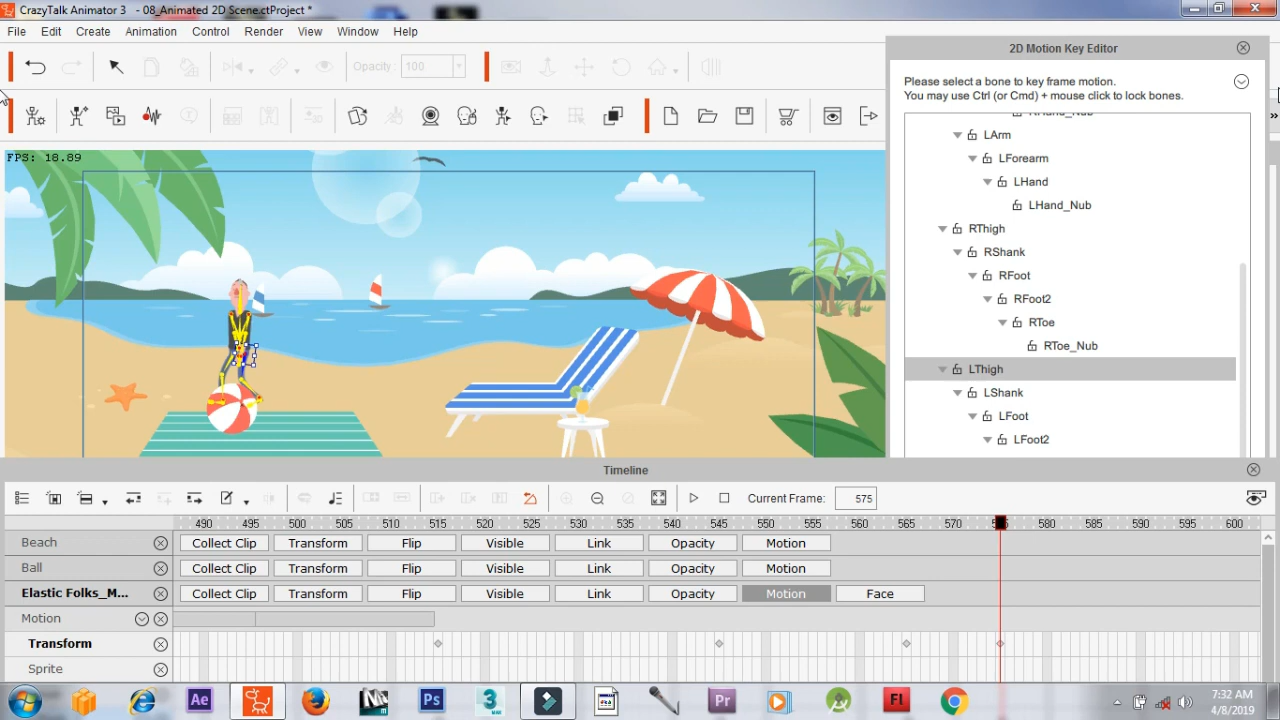 CrazyTalk Animator 3 - 08_Animated 2D Scene.ctProject *
File Edit Create Animation Control Render View Window Help
Opacity : 100
FPS: 18.89
2D Motion Key Editor
Please select a bone to key frame motion.
You may use Ctrl (or Cmd) + mouse click to lock bones.
RHand_Nub
LArm
LForearm
LHand
LHand_Nub
RThigh
RShank
RFoot
RFoot2
RToe
RToe_Nub
LThigh
LShank
LFoot
LFoot2
Timeline
Current Frame: 575
490 495 500 505 510 515 520 525 530 535 540 545 550 555 560 565 570 580 585 590 595 600
Beach Collect Clip Transform Flip Visible Link Opacity Motion
Ball Collect Clip Transform Flip Visible Link Opacity Motion
Elastic Folks_M... Collect Clip Transform Flip Visible Link Opacity Motion Face
Motion
Transform
Sprite
Ae Ps 3 Pr Fl
7:32 AM
4/8/2019